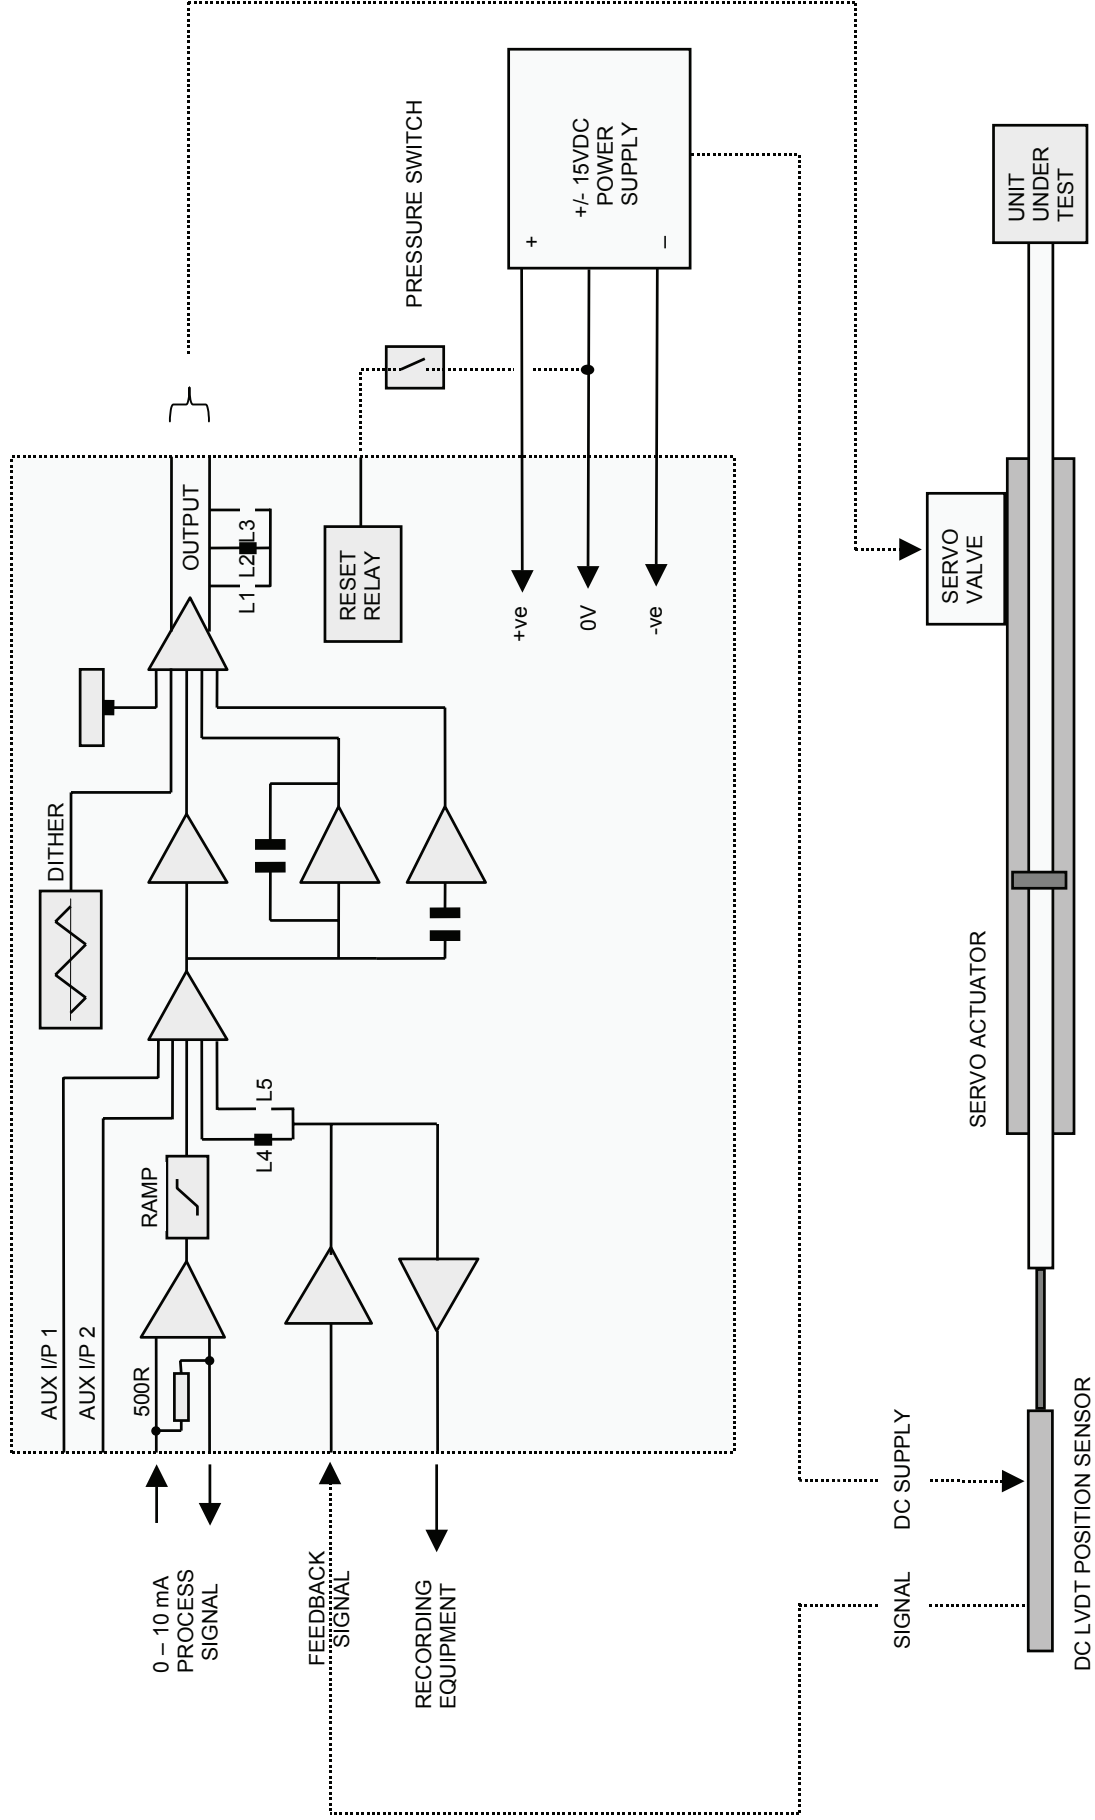 AUX I/P 1
AUX I/P 2
500R
0 – 10 mA
PROCESS
SIGNAL
RAMP
DITHER
OUTPUT
L1
L2
L3
L4
L5
FEEDBACK
SIGNAL
RECORDING
EQUIPMENT
RESET
RELAY
PRESSURE SWITCH
+ve
0V
-ve
+
–
+/- 15VDC
POWER
SUPPLY
SIGNAL
DC SUPPLY
SERVO
VALVE
SERVO ACTUATOR
UNIT
UNDER
TEST
DC LVDT POSITION SENSOR